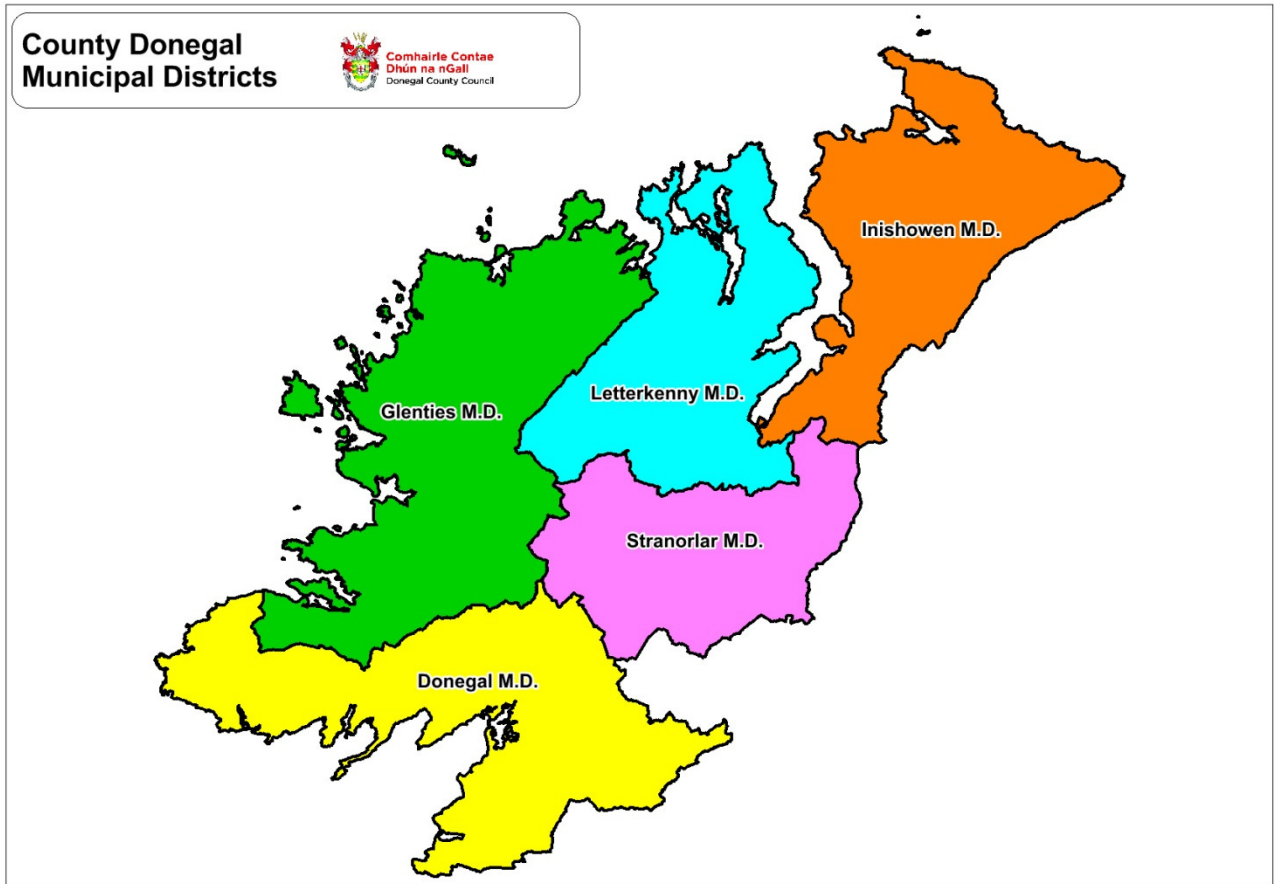 County Donegal
Municipal Districts
Comhairle Contae
Dhún na nGall
Donegal County Council
Inishowen M.D.
Letterkenny M.D.
Glenties M.D.
Stranorlar M.D.
Donegal M.D.